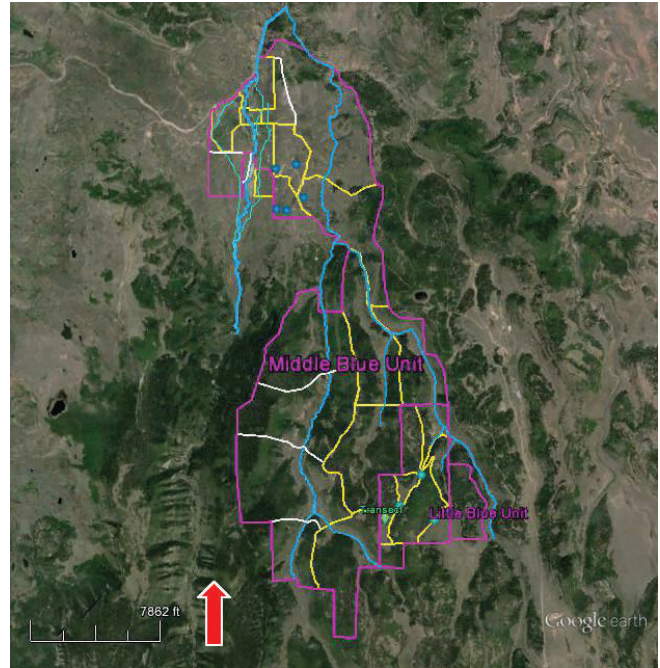 Middle Blue Unit
Transect
Little Blue Unit
7862 ft
Google earth